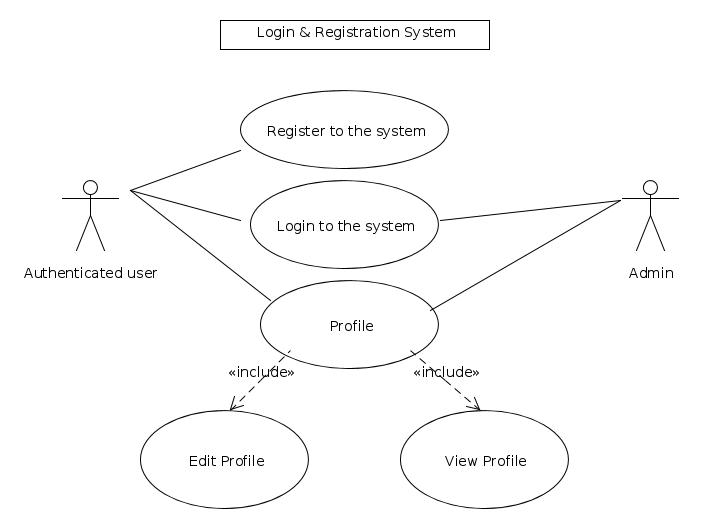 Login & Registration System
Register to the system
Login to the system
Authenticated user
Admin
Profile
«include»
«include»
Edit Profile
View Profile